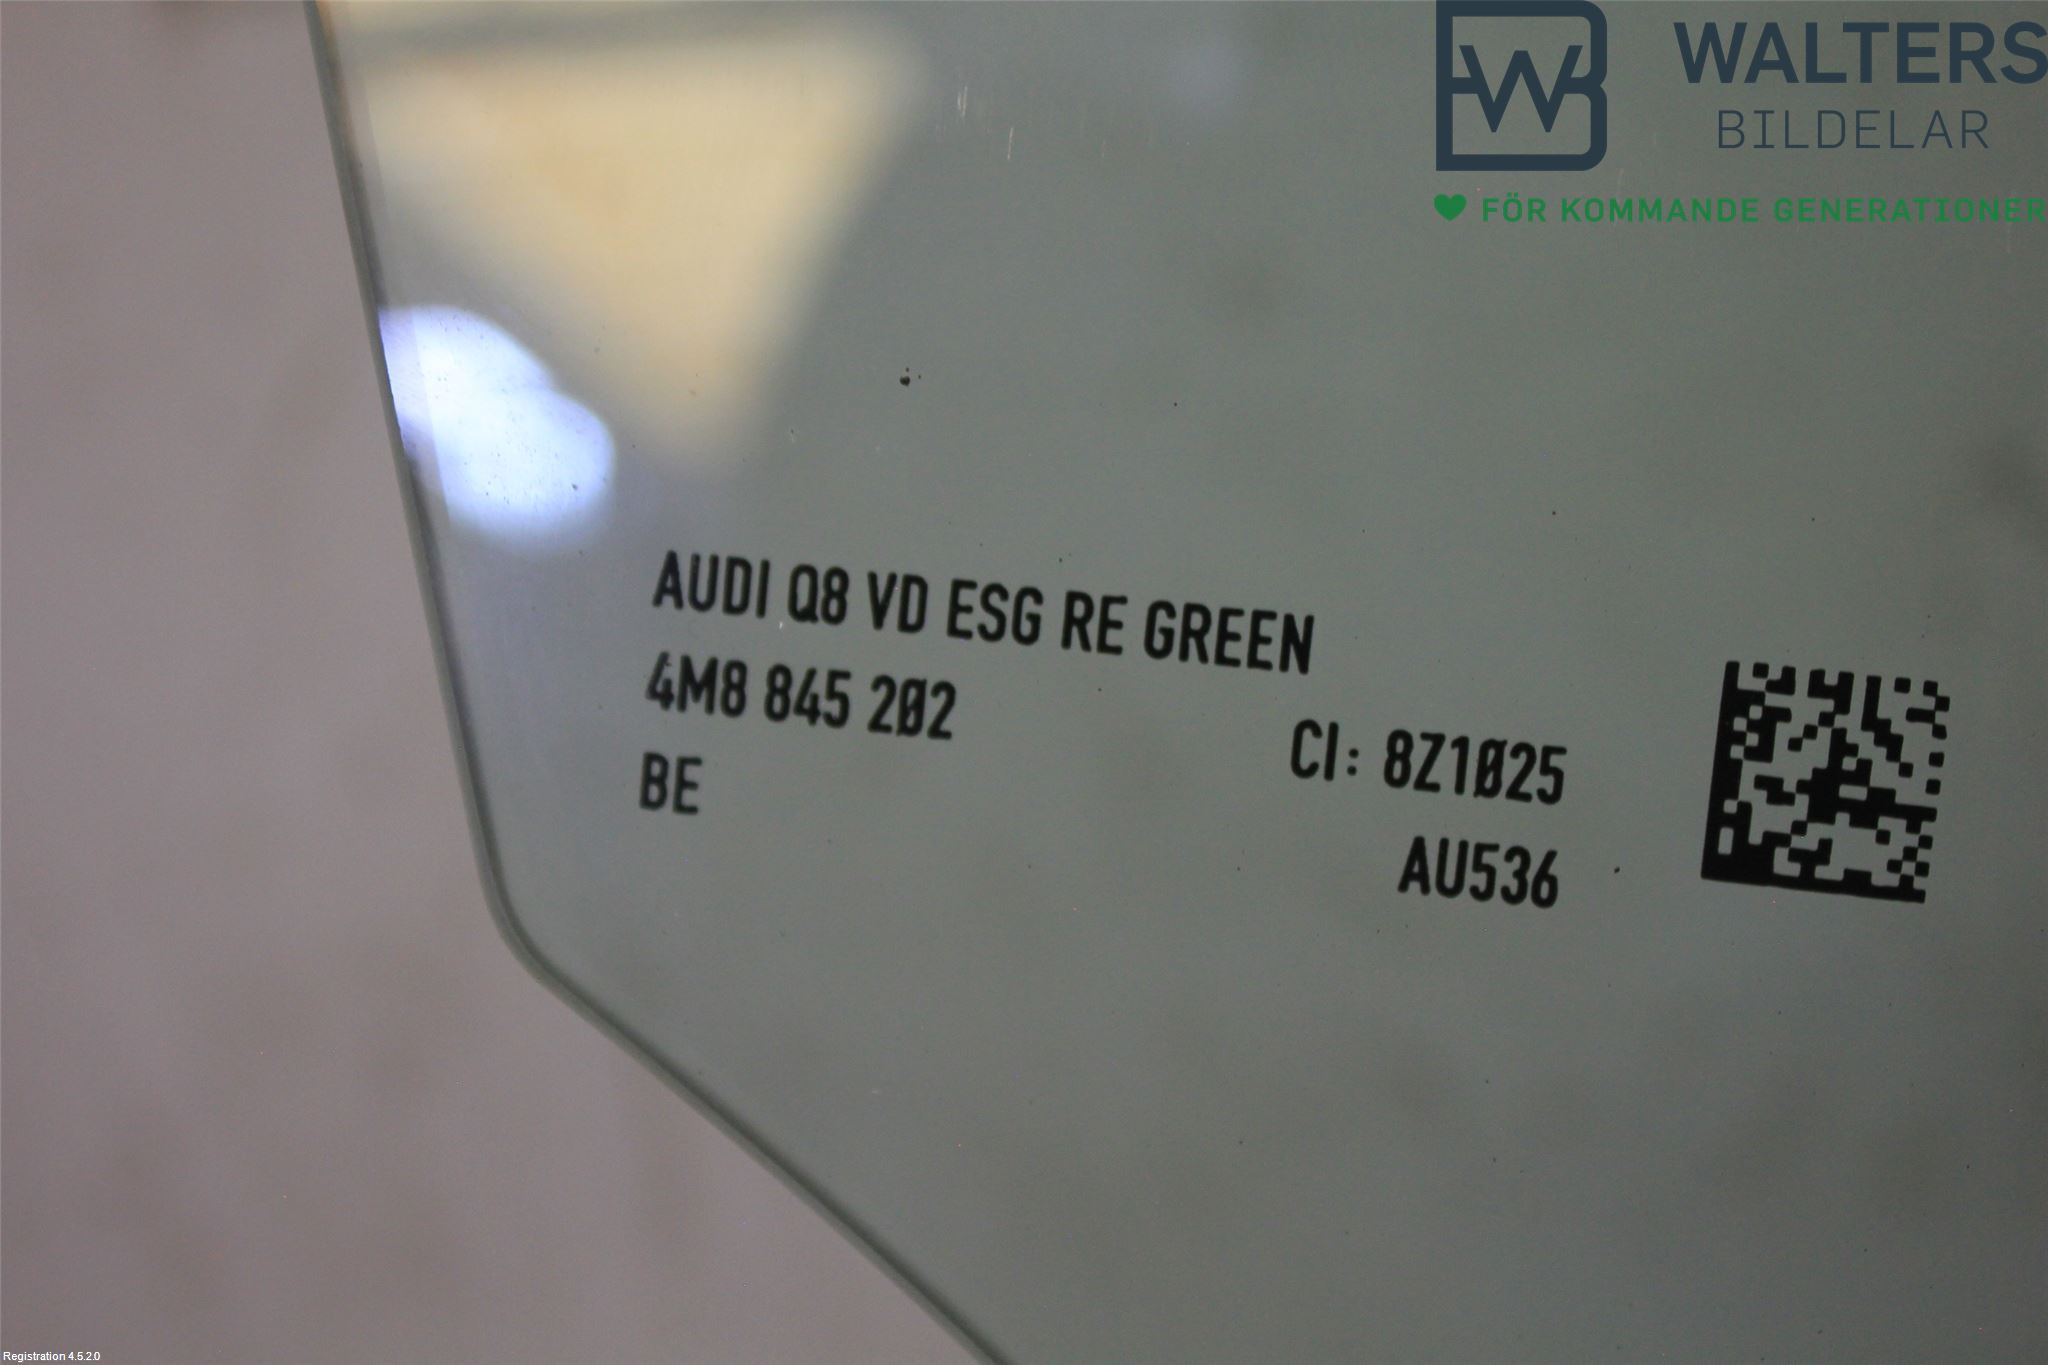 WALTERS
BILDELAR
FÖR KOMMANDE GENERATIONER
AUDI Q8 VD ESG RE GREEN
4M8 845 202
BE
CI: 8Z1025
AU536
Registration 4.5.2.0